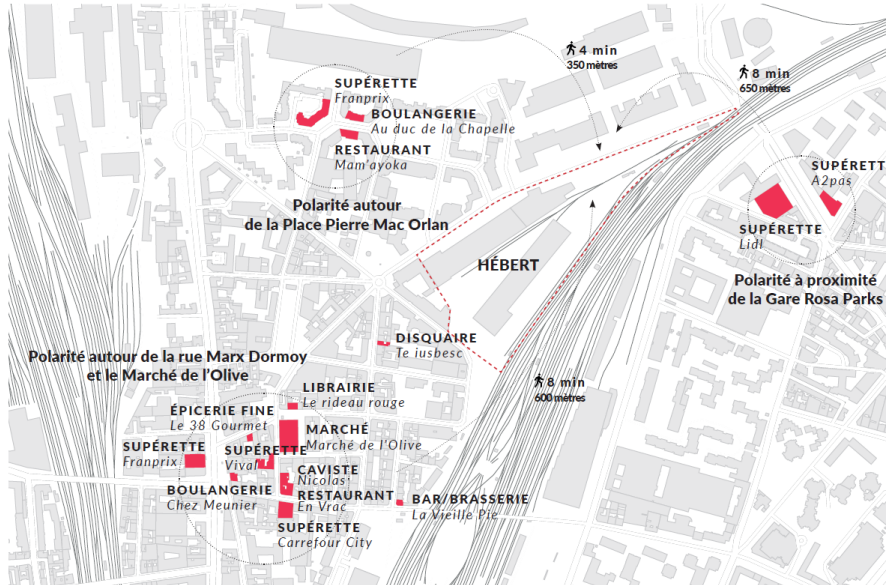 4 min
350 mètres
8 min
650 mètres
SUPÉRETTE
Franprix
BOULANGERIE
Au duc de la Chapelle
RESTAURANT
Mam'ayoka
Polarité autour
de la Place Pierre Mac Orlan
SUPÉRETT
A2pas
SUPÉRETTE
Lidl
Polarité à proximité
de la Gare Rosa Parks
HÉBERT
DISQUAIRE
Te iusbesc
Polarité autour de la rue Marx Dormoy
et le Marché de l'Olive
8 min
600 mètres
LIBRAIRIE
Le rideau rouge
ÉPICERIE FINE
Le 38 Gourmet
MARCHÉ
Marché de l'Olive
SUPÉRETTE
Franprix
SUPÉRETTE
Vival
CAVISTE
Nicolas
BOULANGERIE
Chez Meunier
RESTAURANT
En Vrac
BAR/BRASSERIE
La Vieille Pie
SUPÉRETTE
Carrefour City